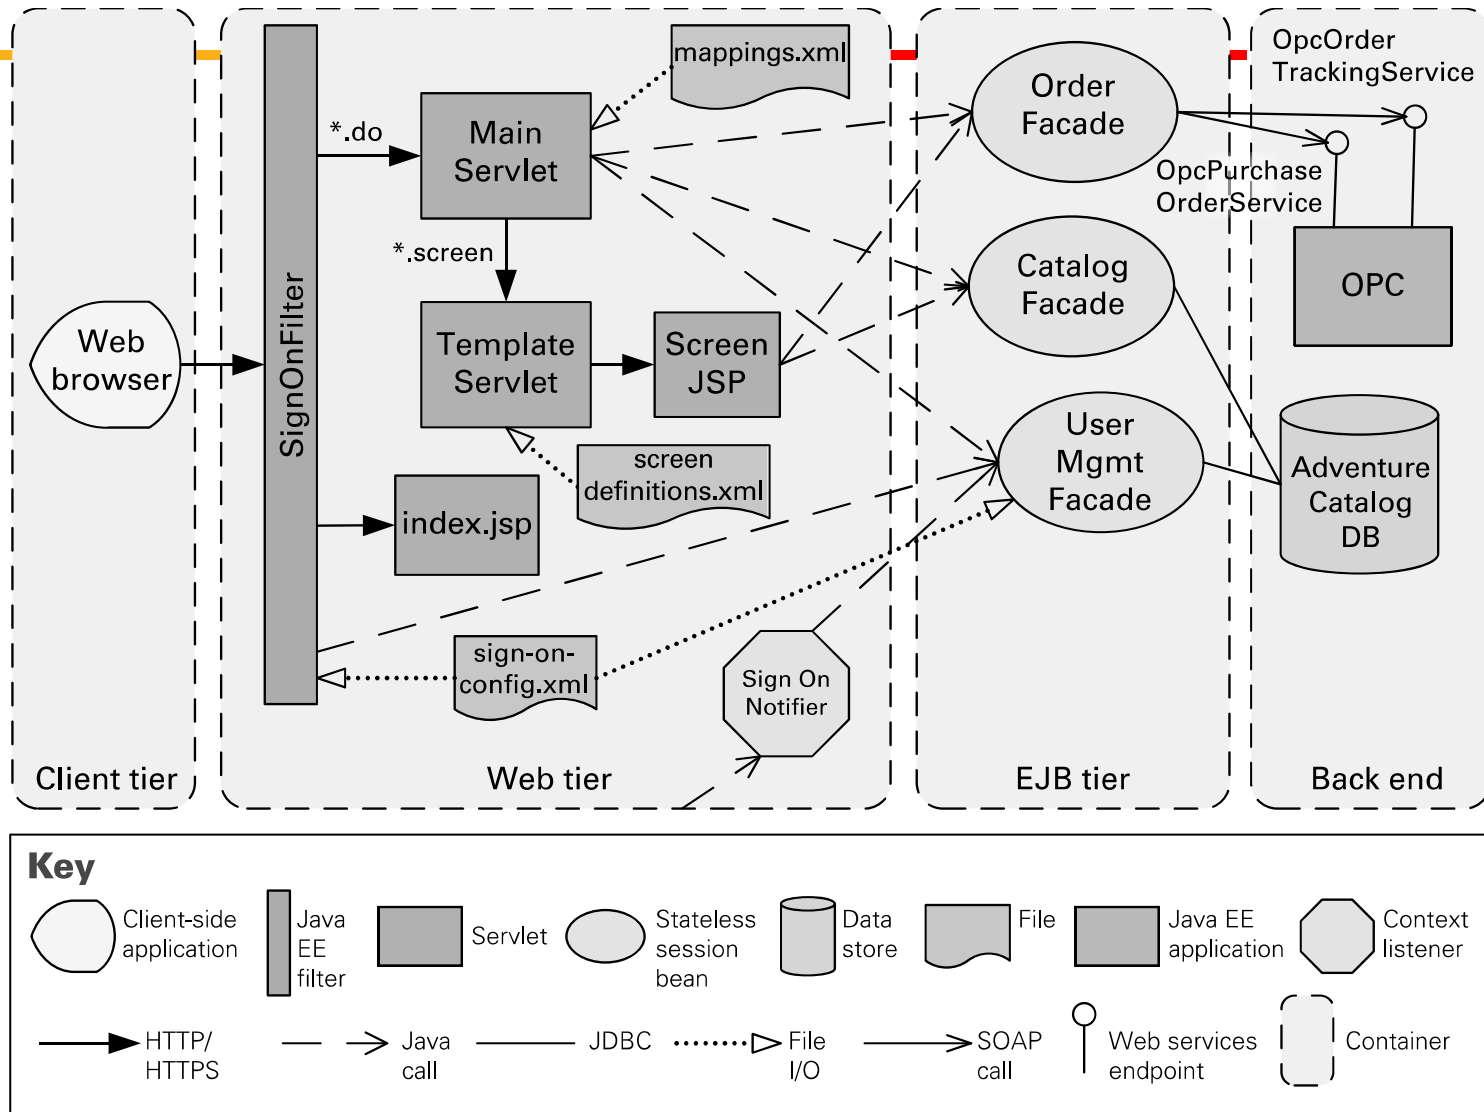 OpcOrder
TrackingService
mappings.xml
Order
Facade
*.do
Main
Servlet
OpcPurchase
OrderService
*.screen
Catalog
Facade
OPC
SignOnFilter
Web
browser
Template
Servlet
Screen
JSP
User
Mgmt
Facade
screen
definitions.xml
Adventure
Catalog
DB
index.jsp
sign-on-
config.xml
Sign On
Notifier
Client tier
Web tier
EJB tier
Back end
Key
Client-side
application
Java
EE
filter
Servlet
Stateless
session
bean
Data
store
File
Java EE
application
Context
listener
HTTP/
HTTPS
Java
call
JDBC
File
I/O
SOAP
call
Web services
endpoint
Container